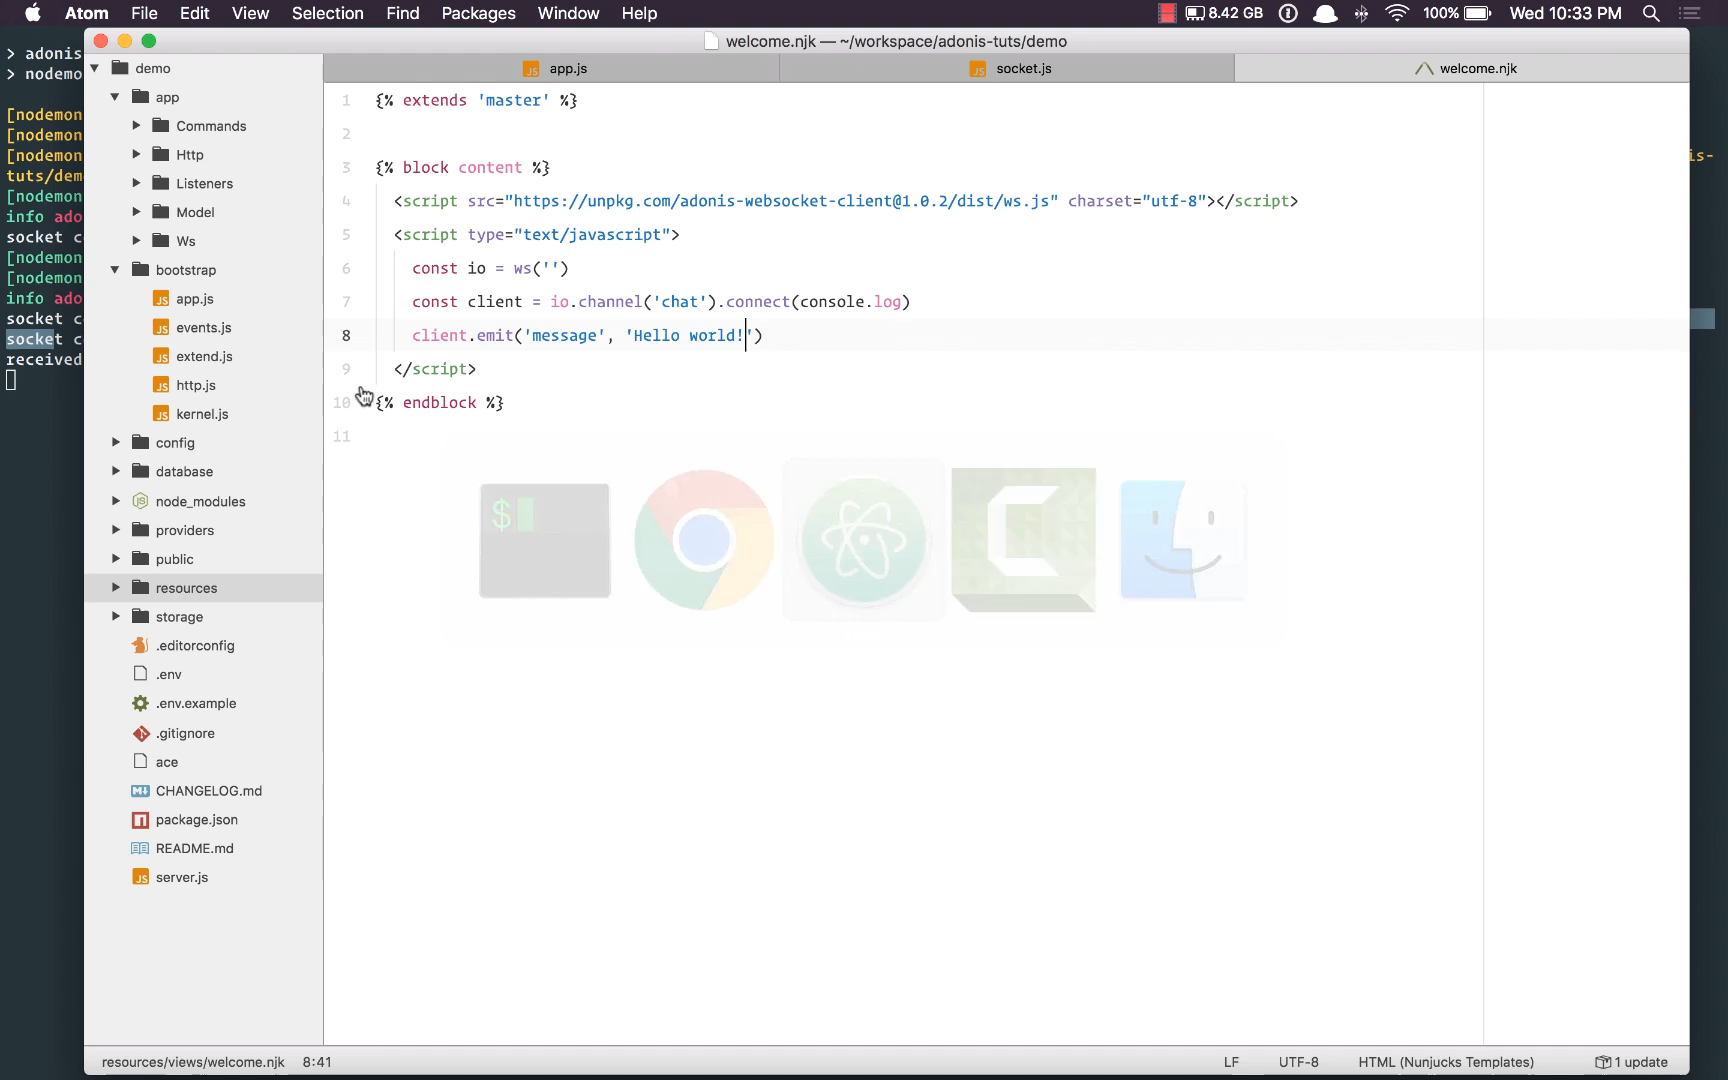 Atom File Edit View Selection Find Packages Window Help 8.42 GB 100% Wed 10:33 PM
welcome.njk — ~/workspace/adonis-tuts/demo
> adonis
> nodemo
[nodemon
[nodemon
[nodemon
tuts/dem
[nodemon
info ado
socket c
[nodemon
[nodemon
info ado
socket c
socket c
received
is-
demo
app
Commands
Http
Listeners
Model
Ws
bootstrap
app.js
events.js
extend.js
http.js
kernel.js
config
database
node_modules
providers
public
resources
storage
.editorconfig
.env
.env.example
.gitignore
ace
CHANGELOG.md
package.json
README.md
server.js
app.js socket.js welcome.njk
1 {% extends 'master' %}
2
3 {% block content %}
4 <script src="https://unpkg.com/adonis-websocket-client@1.0.2/dist/ws.js" charset="utf-8"></script>
5 <script type="text/javascript">
6 const io = ws('')
7 const client = io.channel('chat').connect(console.log)
8 client.emit('message', 'Hello world!')
9 </script>
10 {% endblock %}
11
$
resources/views/welcome.njk 8:41 LF UTF-8 HTML (Nunjucks Templates) 1 update